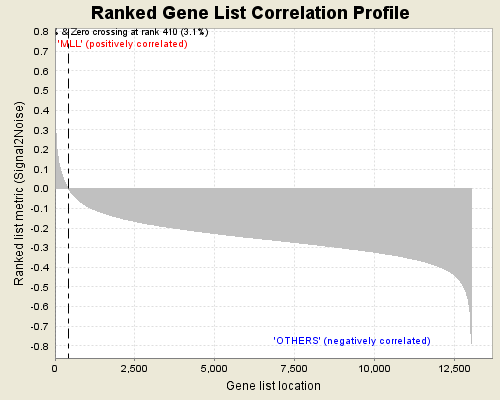 Ranked Gene List Correlation Profile
0.8
& Zero crossing at rank 410 (3.1%)
'MLL' (positively correlated)
0.7
0.6
0.5
0.4
0.3
0.2
0.1
0.0
-0.1
-0.2
-0.3
-0.4
-0.5
-0.6
-0.7
-0.8
Ranked list metric (Signal2Noise)
'OTHERS' (negatively correlated)
0 2,500 5,000 7,500 10,000 12,500
Gene list location